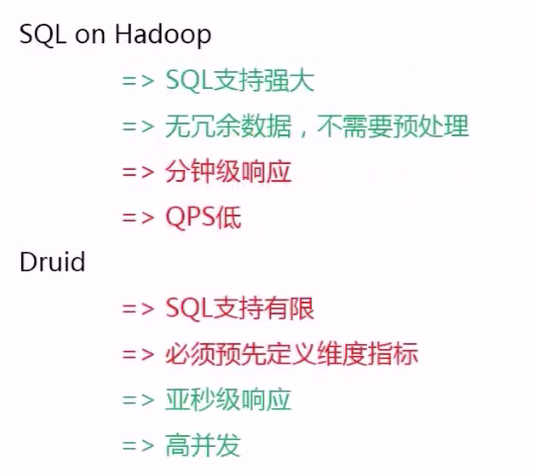 SQL on Hadoop
=> SQL支持强大
=> 无冗余数据，不需要预处理
=> 分钟级响应
=> QPS低
Druid
=> SQL支持有限
=> 必须预先定义维度指标
=> 亚秒级响应
=> 高并发